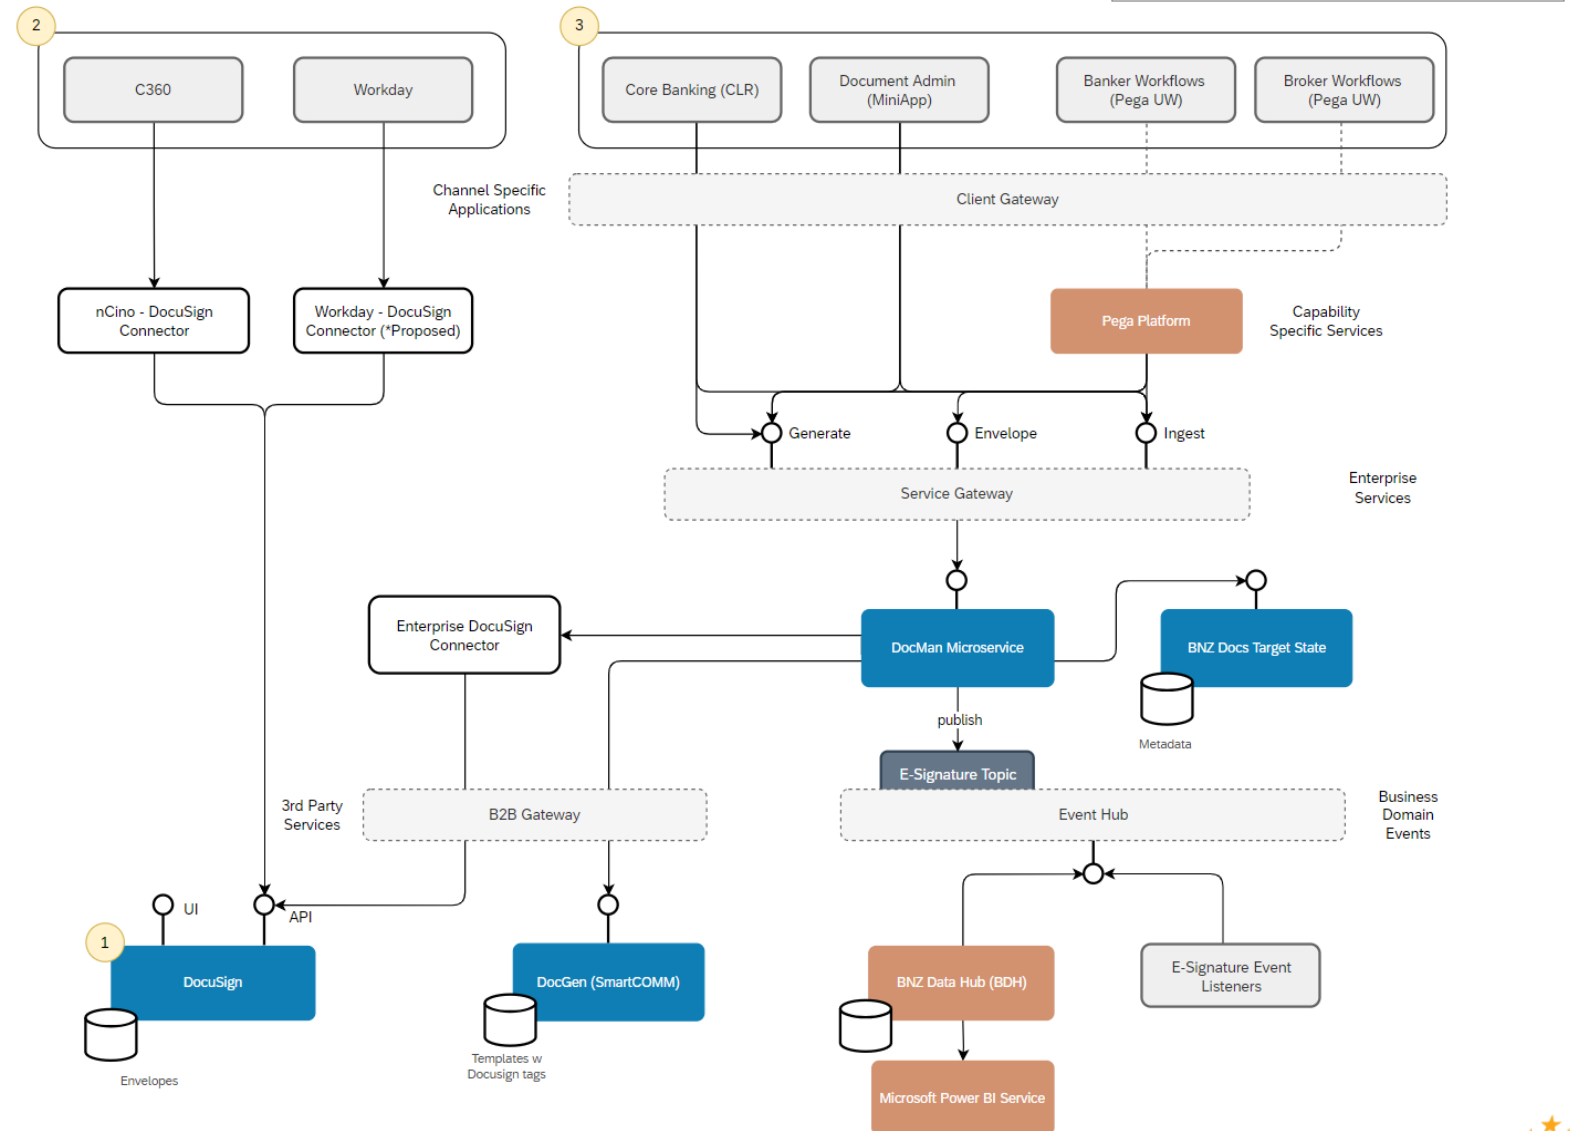 2
3
C360
Workday
Core Banking (CLR)
Document Admin
(MiniApp)
Banker Workflows
(Pega UW)
Broker Workflows
(Pega UW)
Channel Specific
Applications
Client Gateway
nCino - DocuSign
Connector
Workday - DocuSign
Connector (*Proposed)
Pega Platform
Capability
Specific Services
Generate
Envelope
Ingest
Service Gateway
Enterprise
Services
Enterprise DocuSign
Connector
DocMan Microservice
BNZ Docs Target State
publish
Metadata
E-Signature Topic
3rd Party
Services
B2B Gateway
Event Hub
Business
Domain
Events
UI
API
1
DocuSign
DocGen (SmartCOMM)
BNZ Data Hub (BDH)
E-Signature Event
Listeners
Envelopes
Templates w
Docusign tags
Microsoft Power BI Service